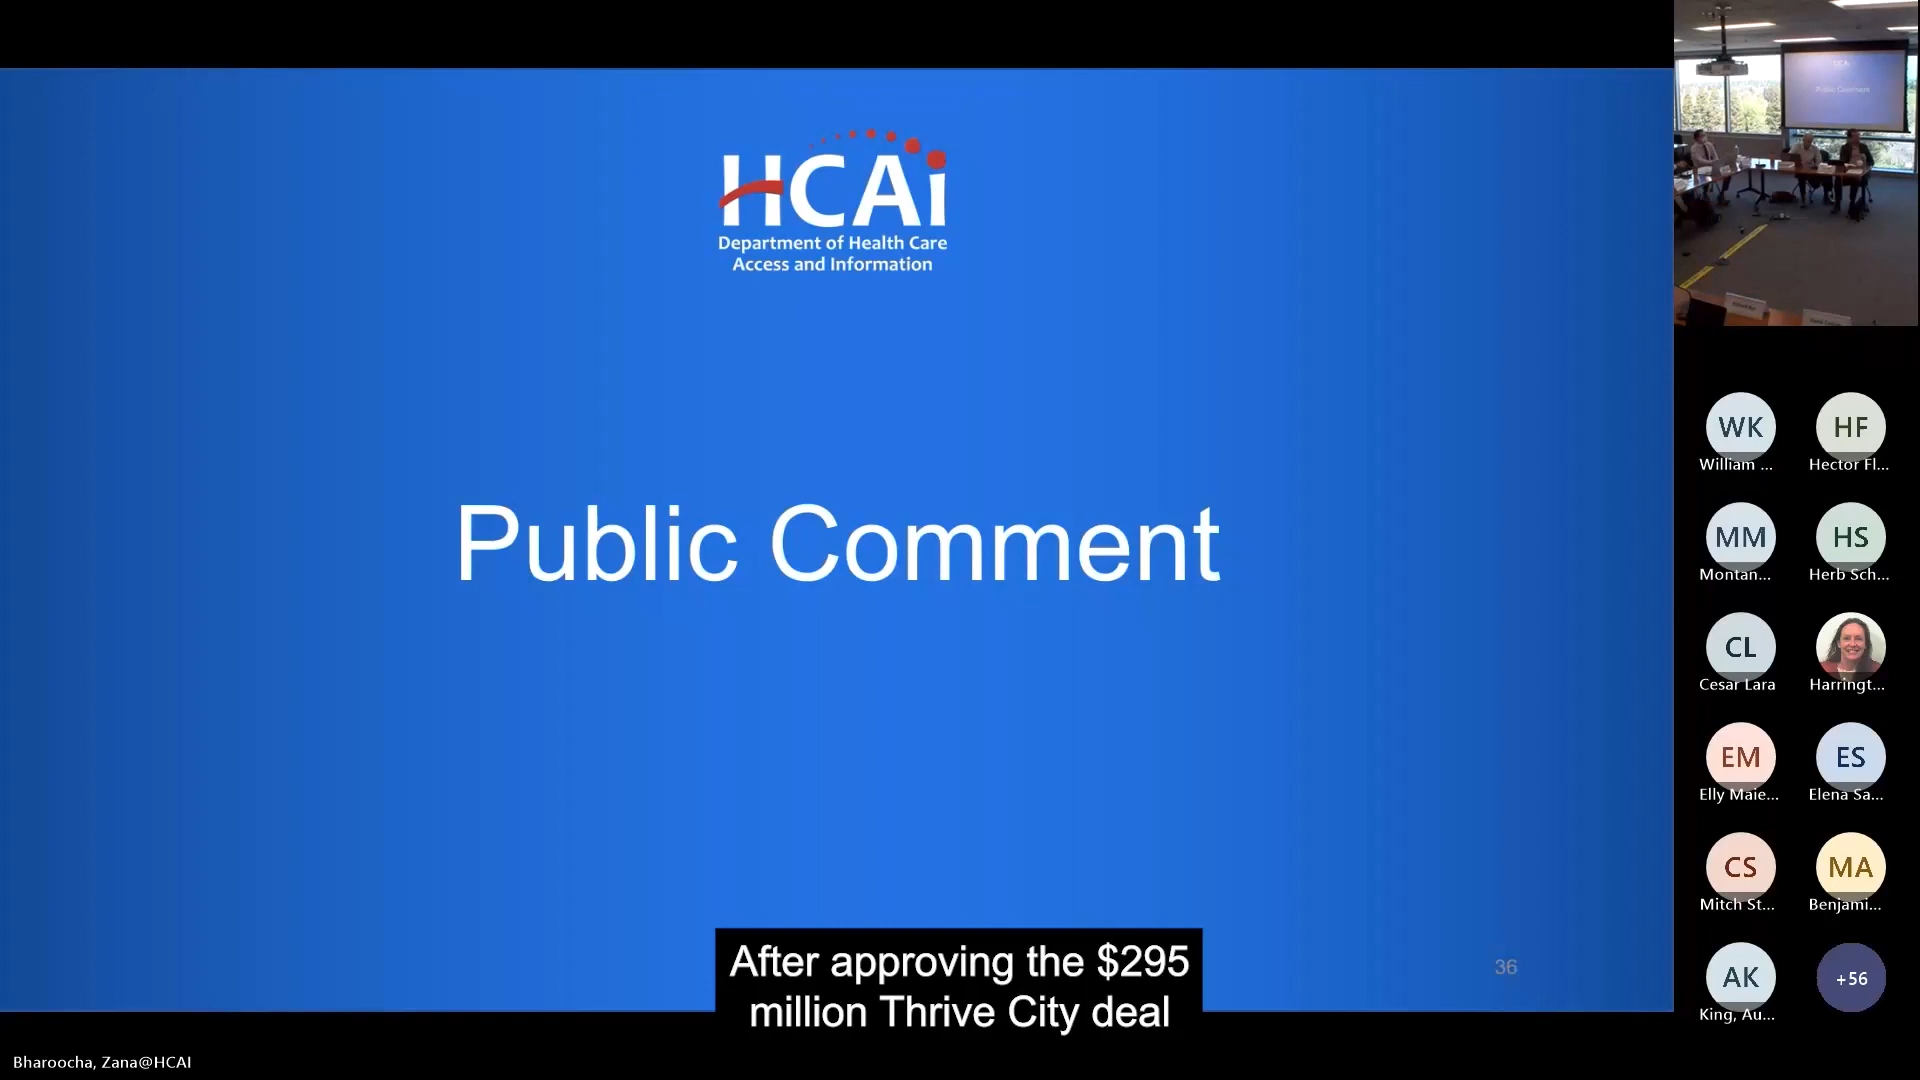 HCAi
Department of Health Care
Access and Information
Public Comment
36
After approving the $295
million Thrive City deal
Bharoocha, Zana@HCAI
Public Comment
WK
William ...
HF
Hector Fl...
MM
Montan...
HS
Herb Sch...
CL
Cesar Lara
Harringt...
EM
Elly Maie...
ES
Elena Sa...
CS
Mitch St...
MA
Benjami...
AK
King, Au...
+56